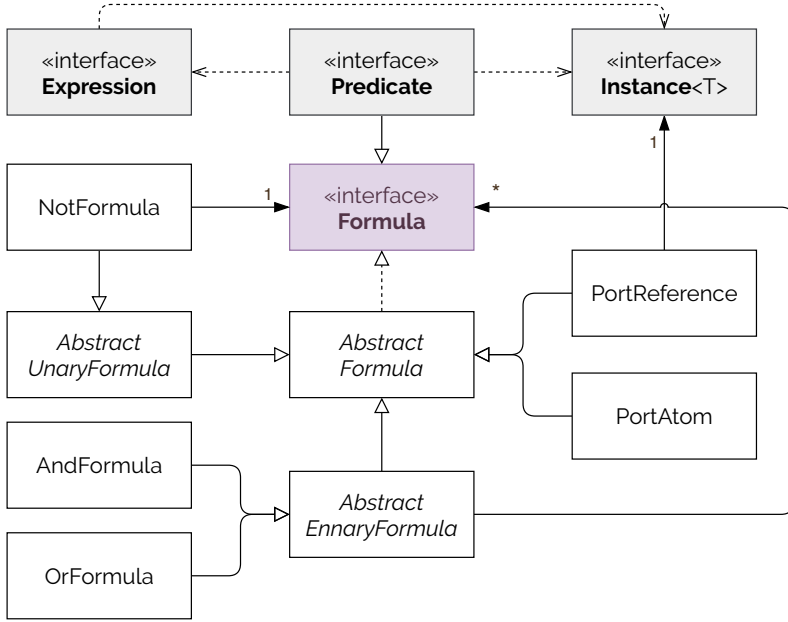 «interface»
Expression
«interface»
Predicate
«interface»
Instance<T>
NotFormula
1
«interface»
Formula
*
1
PortReference
Abstract
UnaryFormula
Abstract
Formula
PortAtom
AndFormula
Abstract
EnnaryFormula
OrFormula